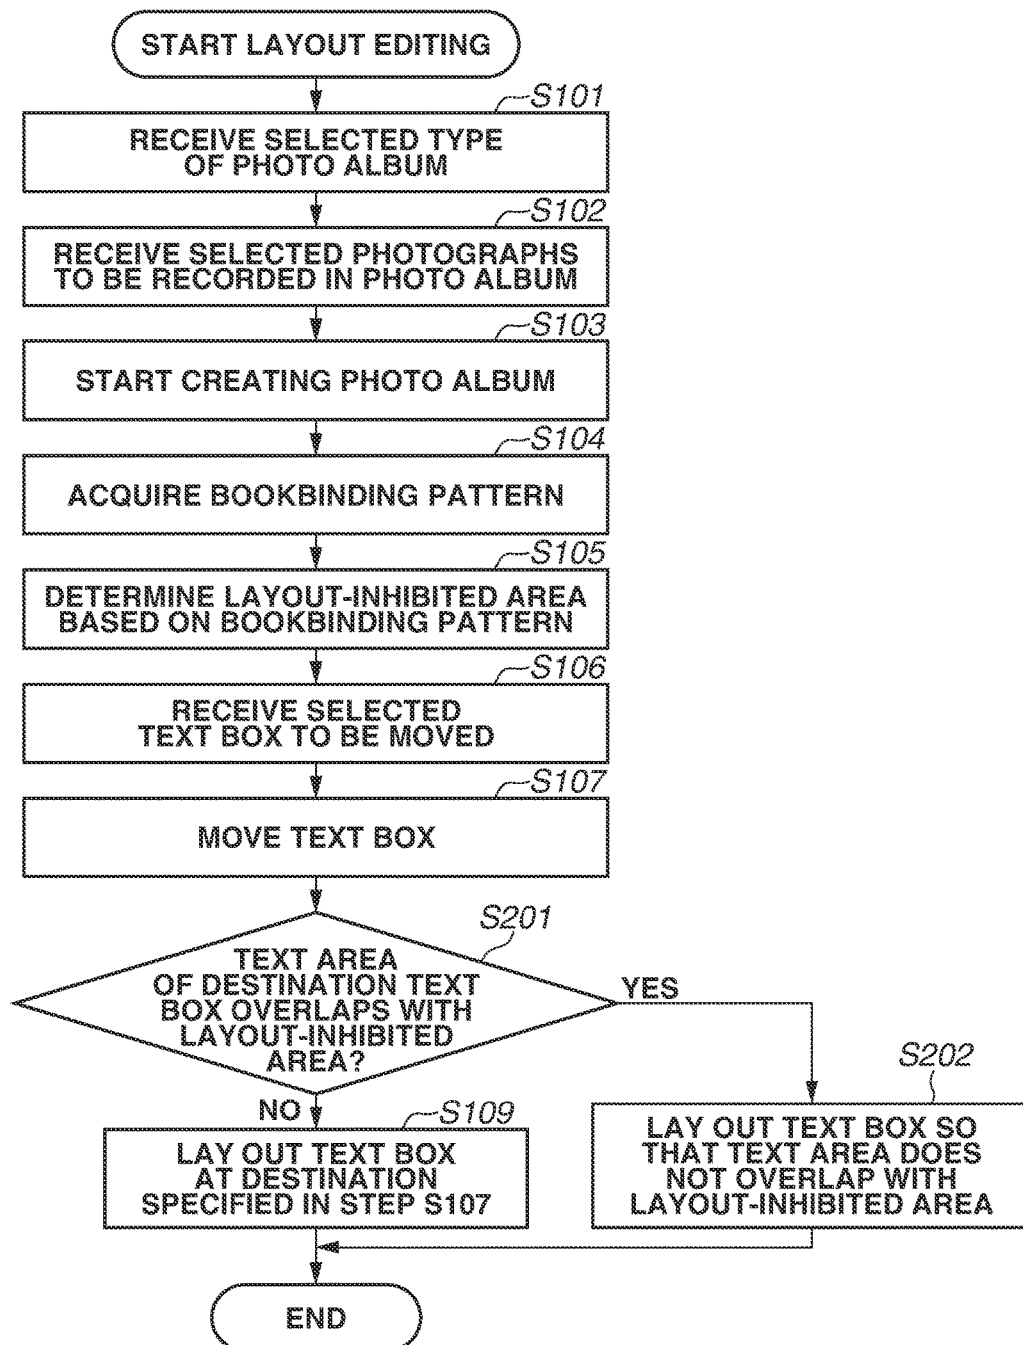 START LAYOUT EDITING
S101
RECEIVE SELECTED TYPE
OF PHOTO ALBUM
S102
RECEIVE SELECTED PHOTOGRAPHS
TO BE RECORDED IN PHOTO ALBUM
S103
START CREATING PHOTO ALBUM
S104
ACQUIRE BOOKBINDING PATTERN
S105
DETERMINE LAYOUT-INHIBITED AREA
BASED ON BOOKBINDING PATTERN
S106
RECEIVE SELECTED
TEXT BOX TO BE MOVED
S107
MOVE TEXT BOX
S201
TEXT AREA
OF DESTINATION TEXT
BOX OVERLAPS WITH
LAYOUT-INHIBITED
AREA?
YES
NO
S109
LAY OUT TEXT BOX
AT DESTINATION
SPECIFIED IN STEP S107
S202
LAY OUT TEXT BOX SO
THAT TEXT AREA DOES
NOT OVERLAP WITH
LAYOUT-INHIBITED AREA
END